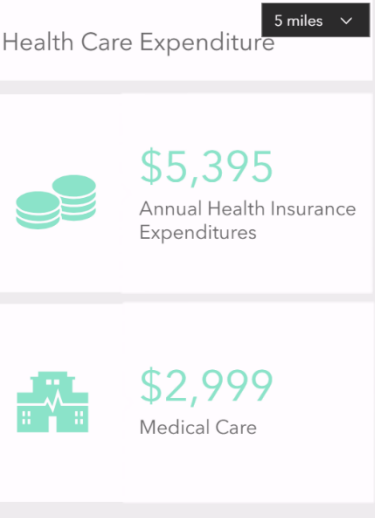 5 miles
Health Care Expenditure
$5,395
Annual Health Insurance
Expenditures
$2,999
Medical Care